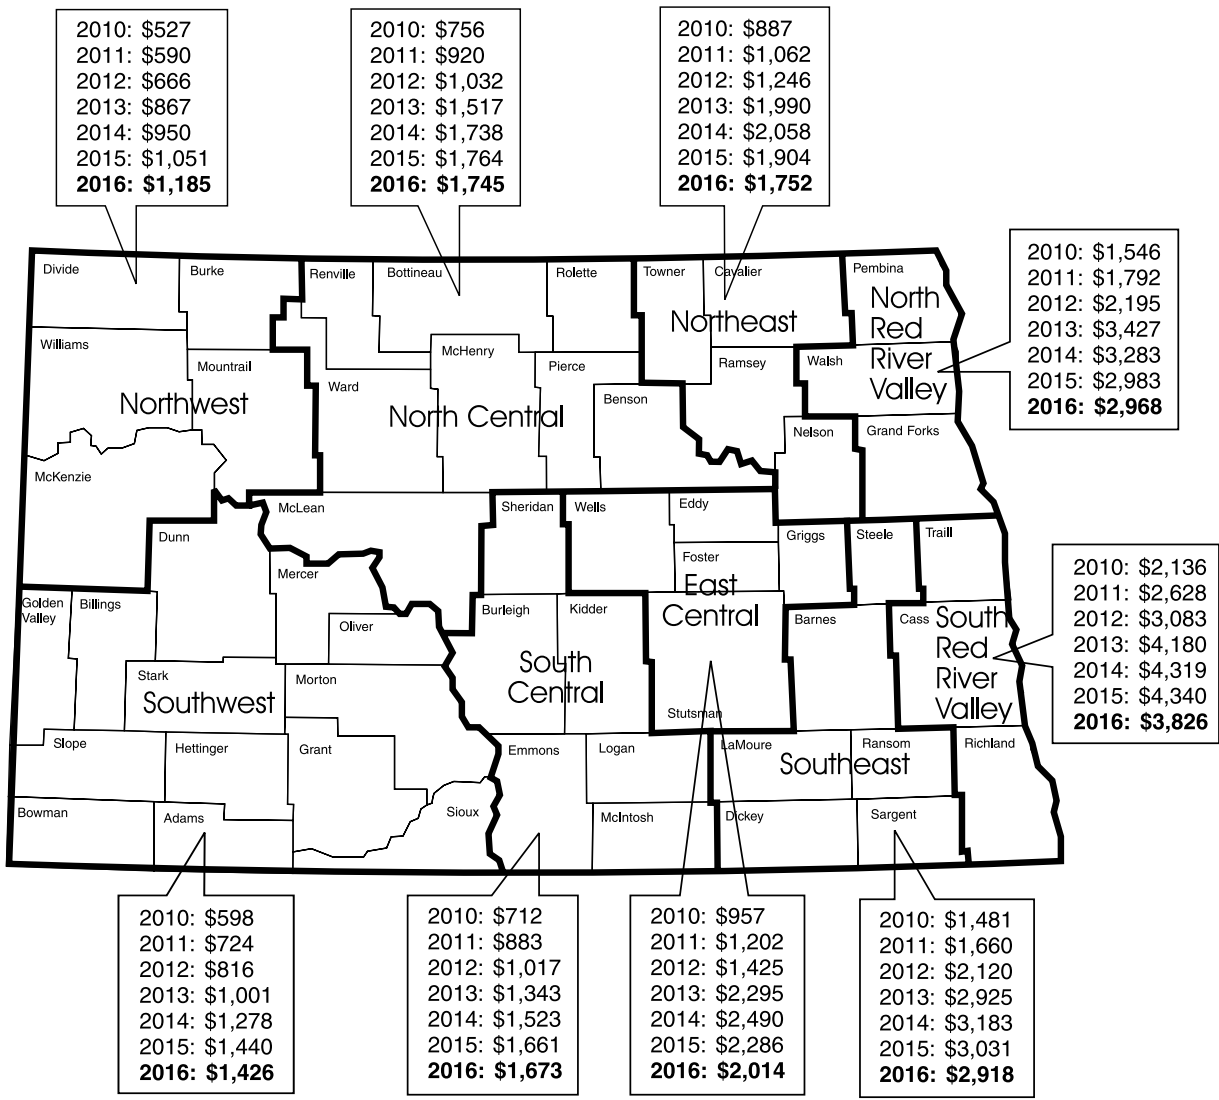 2010: $527
2011: $590
2012: $666
2013: $867
2014: $950
2015: $1,051
2016: $1,185
2010: $756
2011: $920
2012: $1,032
2013: $1,517
2014: $1,738
2015: $1,764
2016: $1,745
2010: $887
2011: $1,062
2012: $1,246
2013: $1,990
2014: $2,058
2015: $1,904
2016: $1,752
2010: $1,546
2011: $1,792
2012: $2,195
2013: $3,427
2014: $3,283
2015: $2,983
2016: $2,968
Divide
Burke
Renville
Bottineau
Rolette
Towner
Cavalier
Pembina
North
Red
River
Valley
Northeast
Williams
Mountrail
McHenry
Pierce
Ramsey
Walsh
Ward
Benson
Northwest
North Central
Nelson
Grand Forks
McKenzie
McLean
Sheridan
Wells
Eddy
Dunn
Griggs
Steele
Traill
Foster
Mercer
East
Central
Golden
Valley
Billings
Burleigh
Kidder
Barnes
Cass
South
Red
River
Valley
Oliver
South
Central
Stark
Morton
Southwest
Stutsman
2010: $2,136
2011: $2,628
2012: $3,083
2013: $4,180
2014: $4,319
2015: $4,340
2016: $3,826
Slope
Hettinger
Grant
Emmons
Logan
LaMoure
Ransom
Richland
Southeast
Bowman
Adams
Sioux
McIntosh
Dickey
Sargent
2010: $598
2011: $724
2012: $816
2013: $1,001
2014: $1,278
2015: $1,440
2016: $1,426
2010: $712
2011: $883
2012: $1,017
2013: $1,343
2014: $1,523
2015: $1,661
2016: $1,673
2010: $957
2011: $1,202
2012: $1,425
2013: $2,295
2014: $2,490
2015: $2,286
2016: $2,014
2010: $1,481
2011: $1,660
2012: $2,120
2013: $2,925
2014: $3,183
2015: $3,031
2016: $2,918